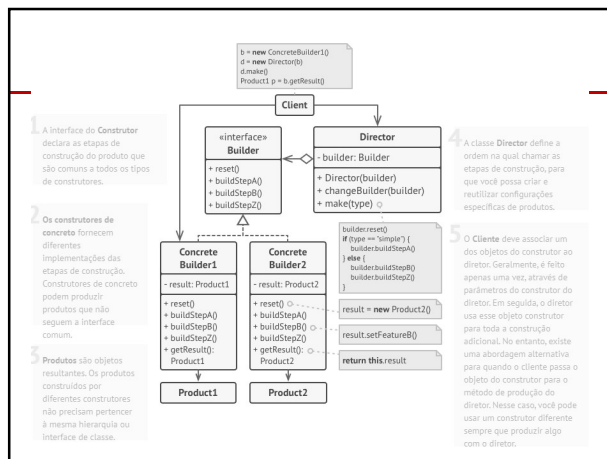 b = new ConcreteBuilder1()
d = new Director(b)
d.make()
Product1 p = b.getResult()
Client
1
A interface do Construtor
declara as etapas de
construção do produto que
são comuns a todos os tipos
de construtores.
2
Os construtores de
concreto fornecem
diferentes
implementações das
etapas de construção.
Construtores de concreto
podem produzir
produtos que não
seguem a interface
comum.
3
Produtos são objetos
resultantes. Os produtos
construídos por
diferentes construtores
não precisam pertencer
à mesma hierarquia ou
interface de classe.
«interface»
Builder
+ reset()
+ buildStepA()
+ buildStepB()
+ buildStepZ()
Director
- builder: Builder
+ Director(builder)
+ changeBuilder(builder)
+ make(type)
builder.reset()
if (type == "simple") {
builder.buildStepA()
} else {
builder.buildStepB()
builder.buildStepZ()
}
Concrete
Builder1
- result: Product1
+ reset()
+ buildStepA()
+ buildStepB()
+ buildStepZ()
+ getResult():
Product1
Concrete
Builder2
- result: Product2
+ reset()
+ buildStepA()
+ buildStepB()
+ buildStepZ()
+ getResult():
Product2
result = new Product2()
result.setFeatureB()
return this.result
Product1
Product2
4
A classe Director define a
ordem na qual chamar as
etapas de construção, para
que você possa criar e
reutilizar configurações
específicas de produtos.
5
O Cliente deve associar um
dos objetos do construtor ao
diretor. Geralmente, é feito
apenas uma vez, através de
parâmetros do construtor do
diretor. Em seguida, o diretor
usa esse objeto construtor
para toda a construção
adicional. No entanto, existe
uma abordagem alternativa
para quando o cliente passa o
objeto do construtor para o
método de produção do
diretor. Nesse caso, você pode
usar um construtor diferente
sempre que produzir algo
com o diretor.